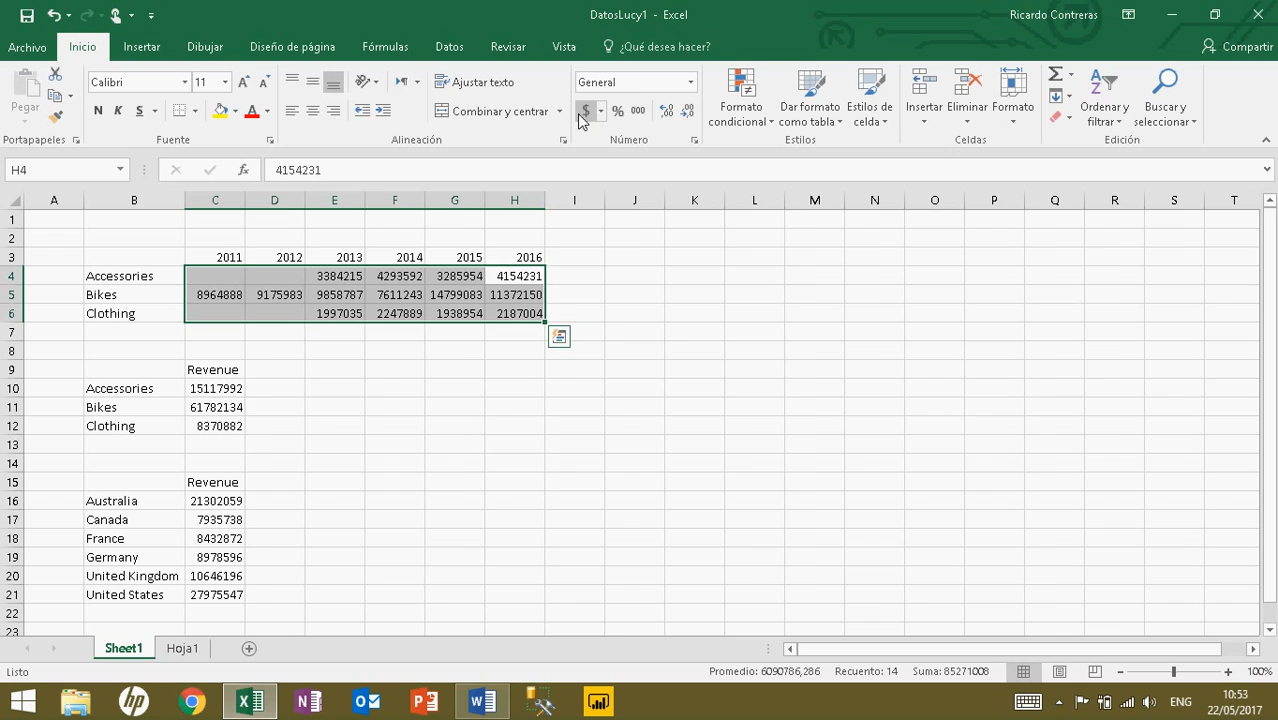 DatosLucy1 - Excel
Ricardo Contreras
Archivo Inicio Insertar Dibujar Diseño de página Fórmulas Datos Revisar Vista ¿Qué desea hacer? Compartir
Pegar
Calibri 11
N K S
Ajustar texto
Combinar y centrar
General
$ % 000
Formato condicional
Dar formato como tabla
Estilos de celda
Insertar
Eliminar
Formato
Ordenar y filtrar
Buscar y seleccionar
Portapapeles Fuente Alineación Número Estilos Celdas Edición
H4 fx 4154231
A B C D E F G H I J K L M N O P Q R S T
1
2
3 2011 2012 2013 2014 2015 2016
4 Accessories 3384215 4293592 3285954 4154231
5 Bikes 8964888 9175983 9858787 7611243 14799083 11372150
6 Clothing 1997035 2247889 1938954 2187004
7
8
9 Revenue
10 Accessories 15117992
11 Bikes 61782134
12 Clothing 8370882
13
14
15 Revenue
16 Australia 21302059
17 Canada 7935738
18 France 8432872
19 Germany 8978596
20 United Kingdom 10646196
21 United States 27975547
22
23
Sheet1 Hoja1
Listo Promedio: 6090786,286 Recuento: 14 Suma: 85271008 100%
ENG
10:53
22/05/2017